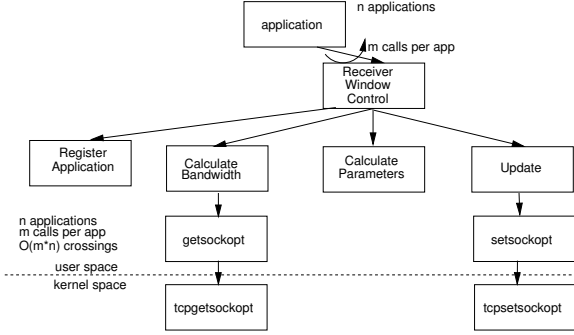 n applications
application
m calls per app
Receiver
Window
Control
Register
Application
Calculate
Bandwidth
Calculate
Parameters
Update
n applications
m calls per app
O(m*n) crossings
getsockopt
setsockopt
user space
kernel space
tcpgetsockopt
tcpsetsockopt